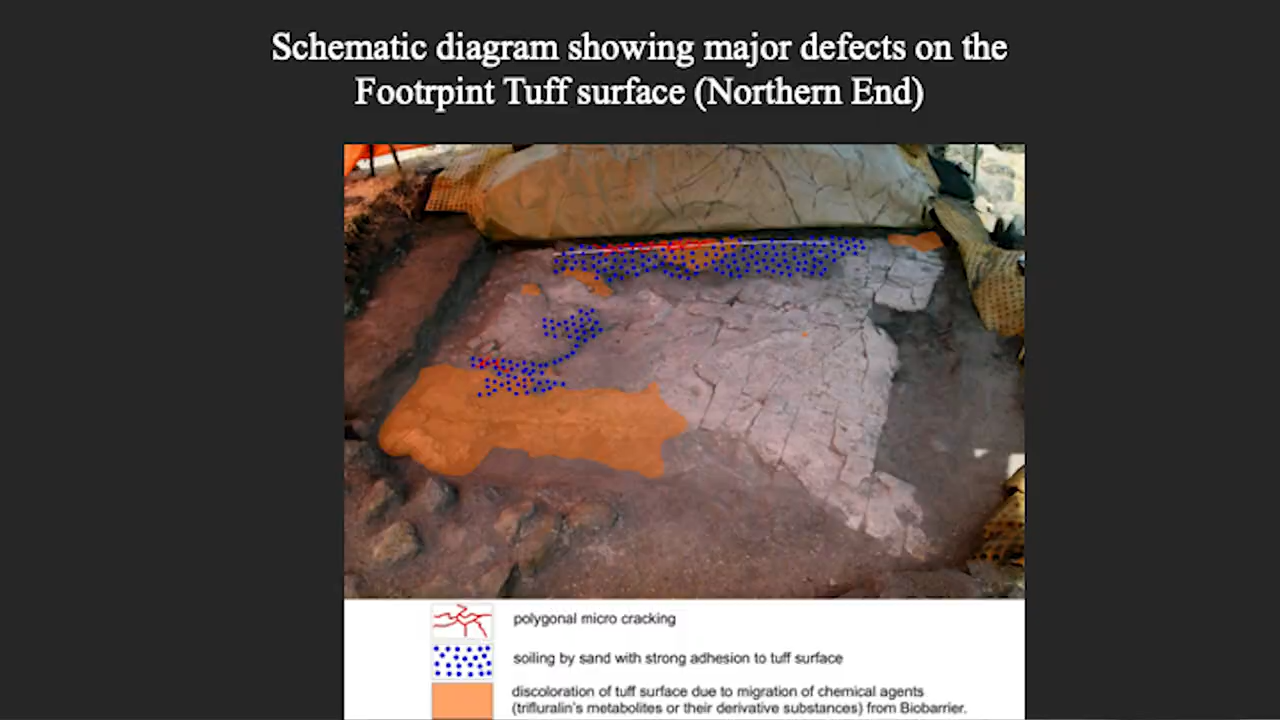 Schematic diagram showing major defects on the
Footrpint Tuff surface (Northern End)
polygonal micro cracking
soiling by sand with strong adhesion to tuff surface
discoloration of tuff surface due to migration of chemical agents
(trifluralin's metabolites or their derivative substances) from Biobarrier.